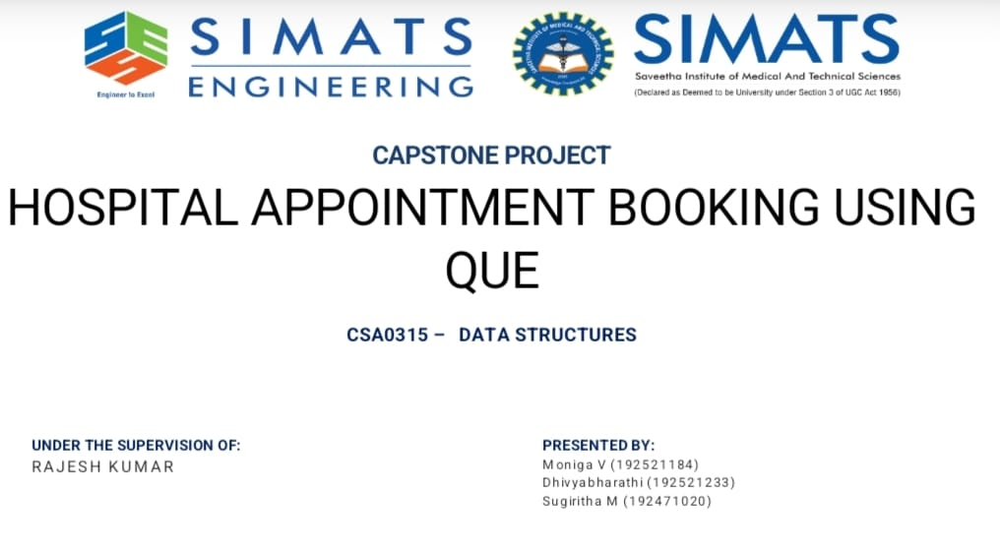 SIMATS
ENGINEERING
Engineer to Excel
SIMATS
Saveetha Institute of Medical And Technical Sciences
(Declared as Deemed to be University under Section 3 of UGC Act 1956)
CAPSTONE PROJECT
HOSPITAL APPOINTMENT BOOKING USING
QUE
CSA0315 – DATA STRUCTURES
UNDER THE SUPERVISION OF:
RAJESH KUMAR
PRESENTED BY:
Moniga V (192521184)
Dhivyabharathi (192521233)
Sugiritha M (192471020)